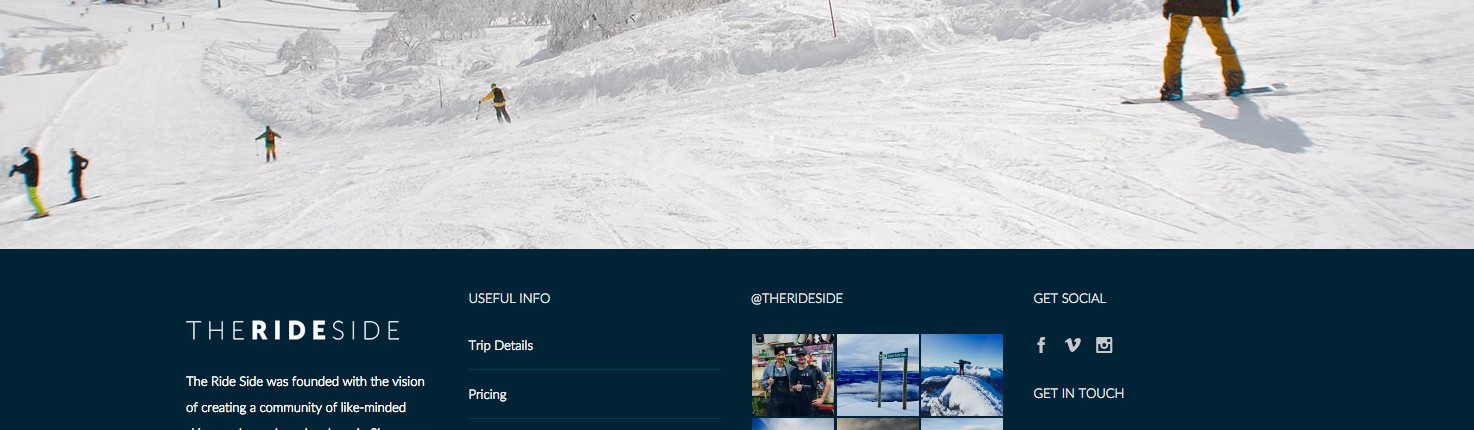 THERIDESIDE
The Ride Side was founded with the vision
of creating a community of like-minded
USEFUL INFO
Trip Details
Pricing
@THERIDESIDE
GET SOCIAL
GET IN TOUCH